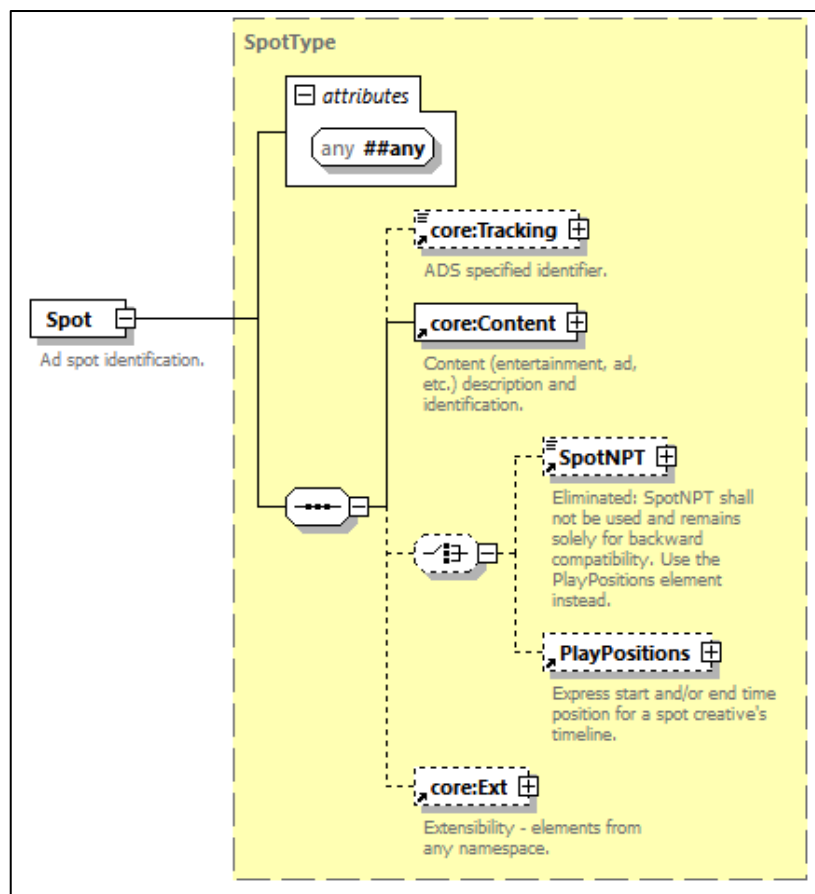 SpotType
attributes
any ##any
core:Tracking
ADS specified identifier.
Spot
Ad spot identification.
core:Content
Content (entertainment, ad,
etc.) description and
identification.
SpotNPT
Eliminated: SpotNPT shall
not be used and remains
solely for backward
compatibility. Use the
PlayPositions element
instead.
PlayPositions
Express start and/or end time
position for a spot creative's
timeline.
core:Ext
Extensibility - elements from
any namespace.